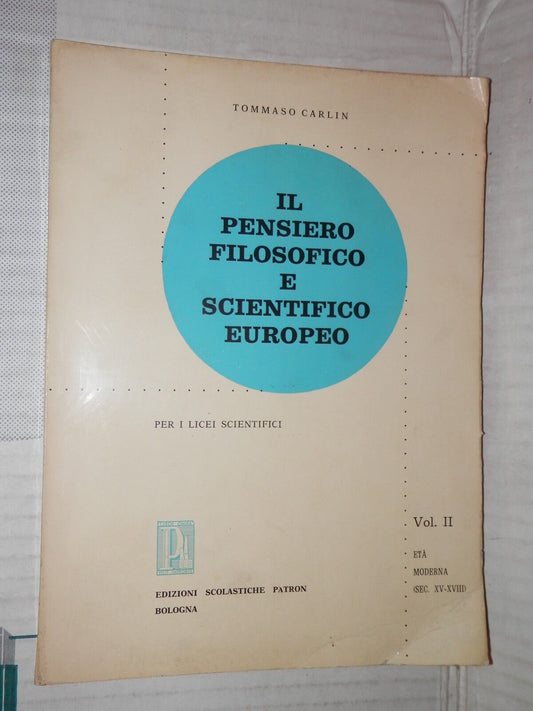 TOMMASO CARLIN
IL
PENSIERO
FILOSOFICO
E
SCIENTIFICO
EUROPEO
PER I LICEI SCIENTIFICI
Vol. II
ETÀ
MODERNA
(SEC. XV-XVIII)
EDIZIONI SCOLASTICHE PATRON
BOLOGNA